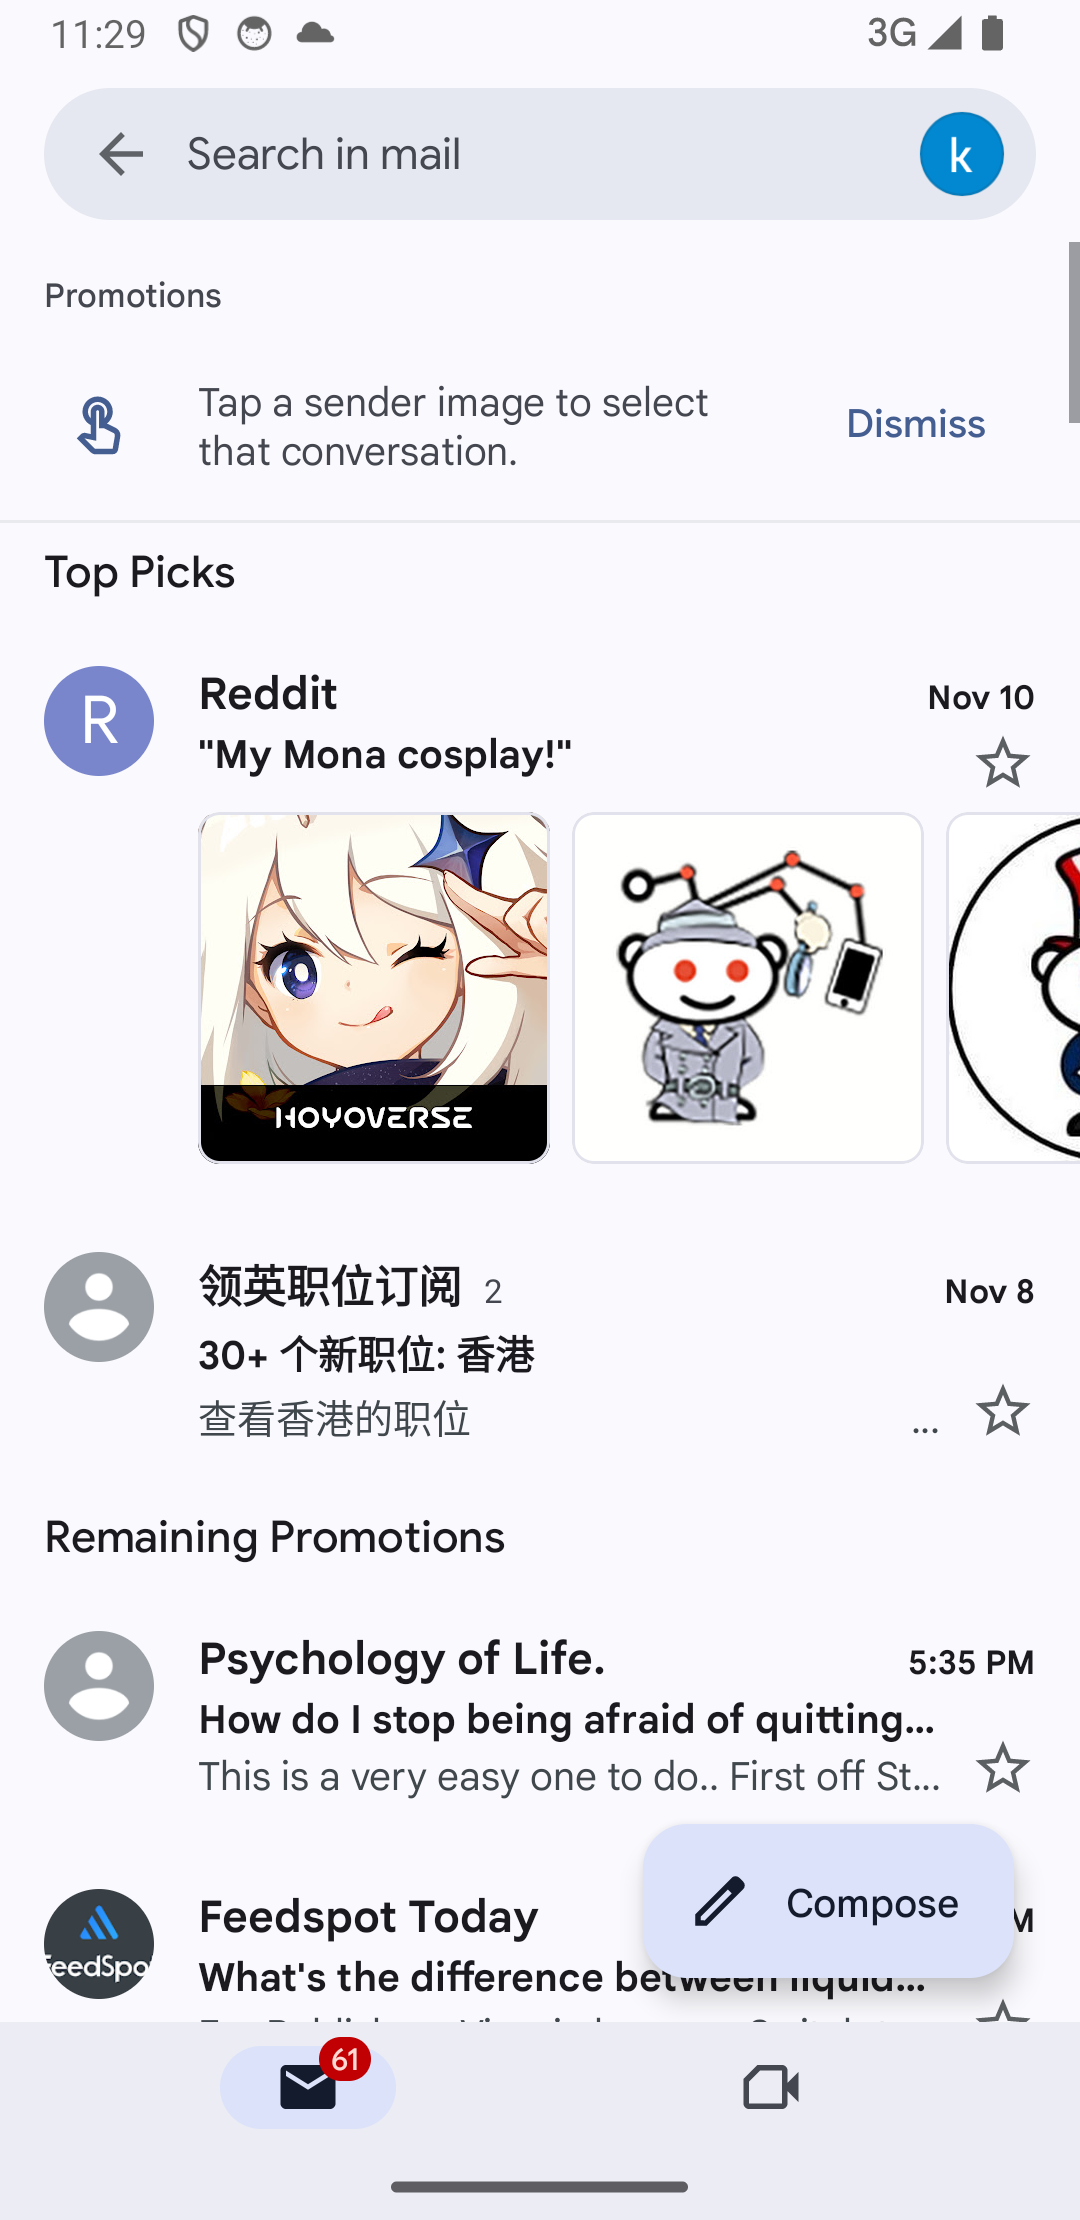 11:29
3G
Search in mail
k
Promotions
Tap a sender image to select
that conversation.
Dismiss
Top Picks
R
Reddit
Nov 10
"My Mona cosplay!"
HOYOVERSE
领英职位订阅 2
Nov 8
30+ 个新职位: 香港
查看香港的职位
...
Remaining Promotions
Psychology of Life.
5:35 PM
How do I stop being afraid of quitting...
This is a very easy one to do.. First off St...
Compose
FeedSpot
Feedspot Today
What's the difference between liquid...
61